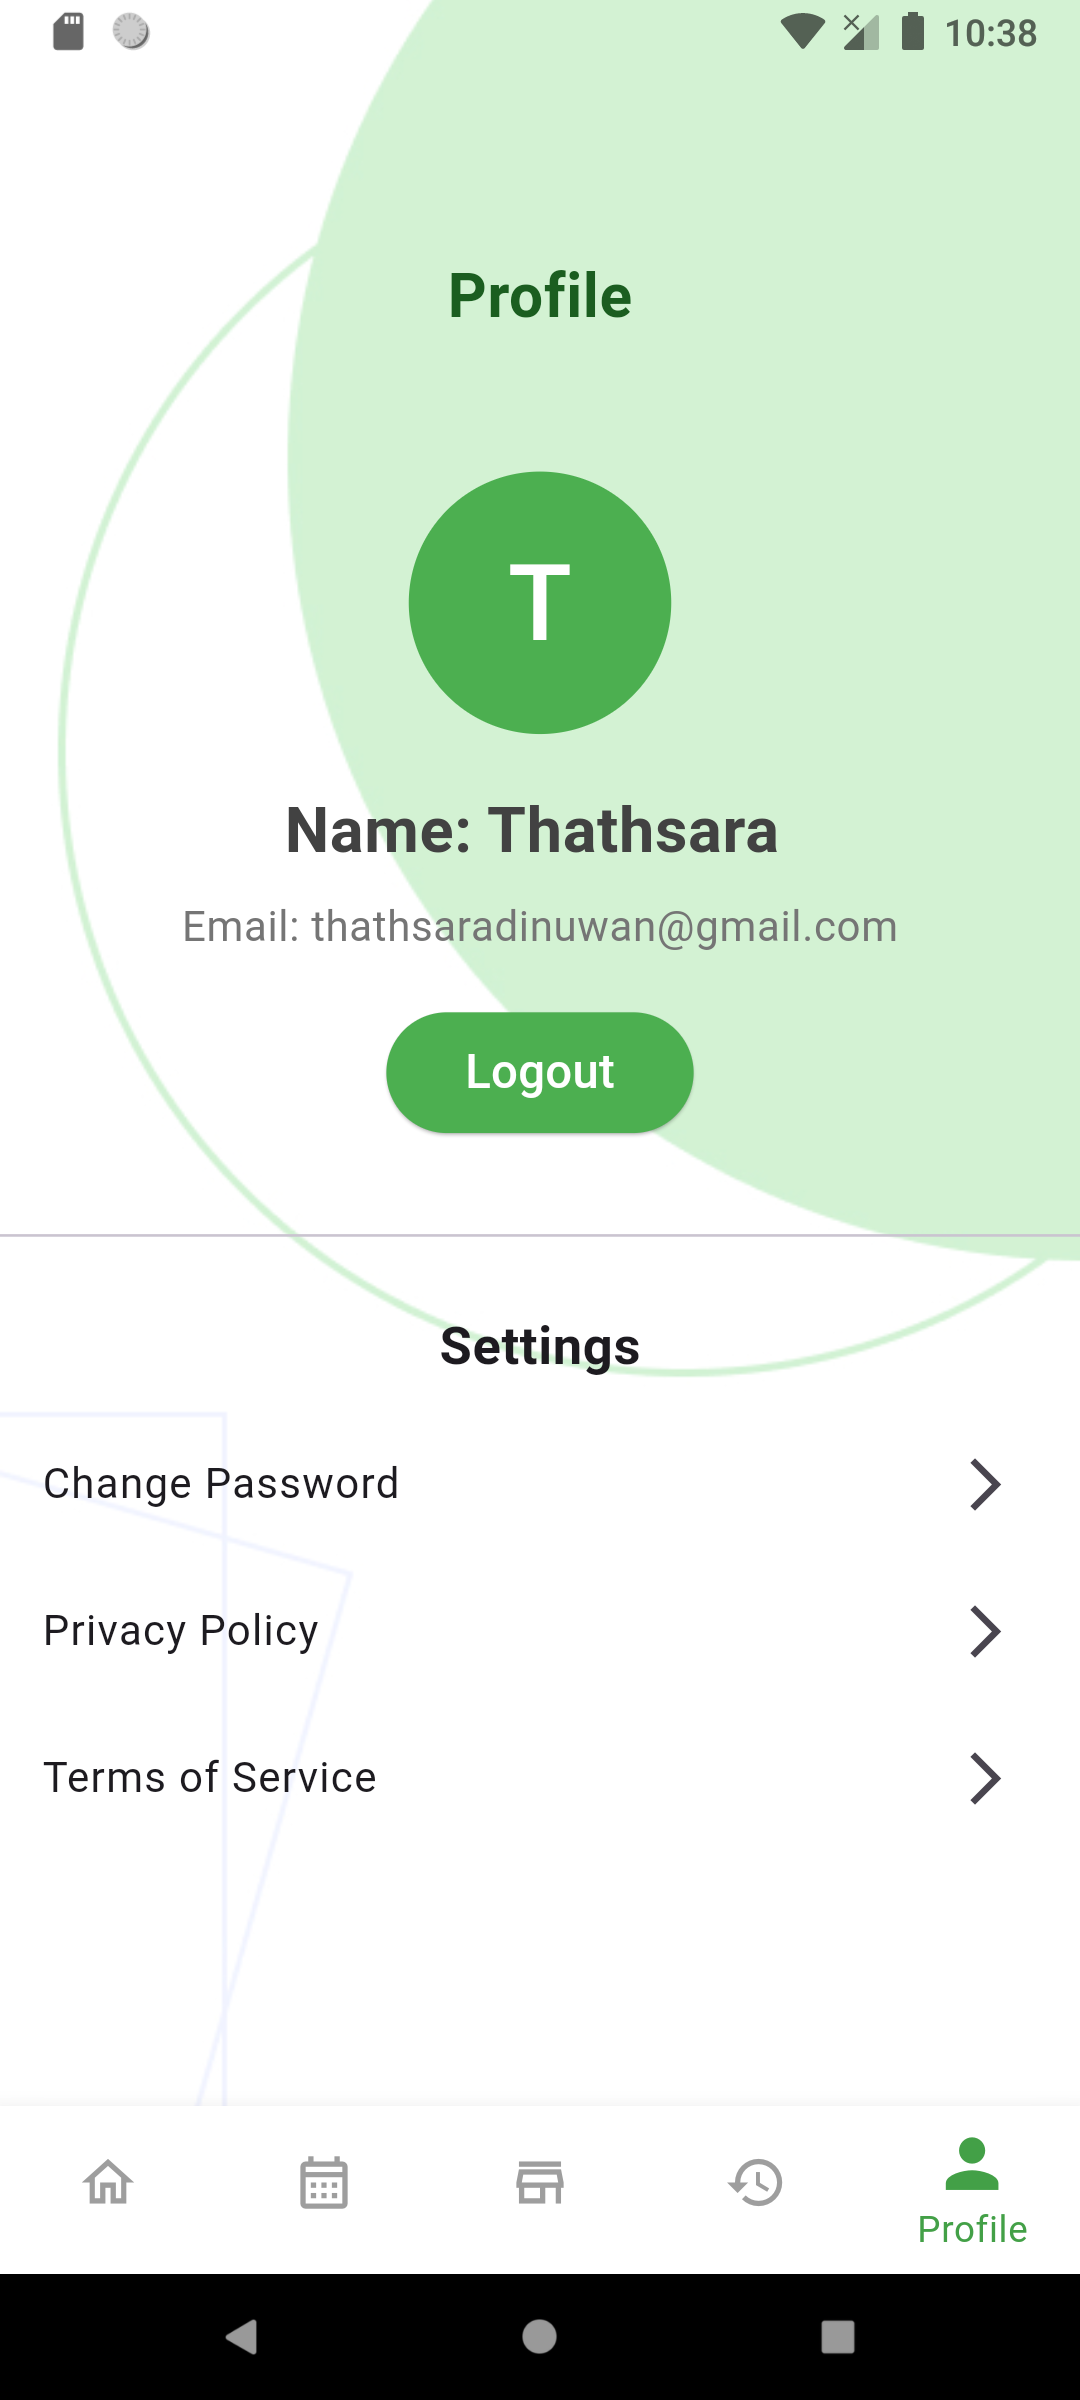 10:38
Profile
T
Name: Thathsara
Email: thathsaradinuwan@gmail.com
Logout
Settings
Change Password
Privacy Policy
Terms of Service
Profile